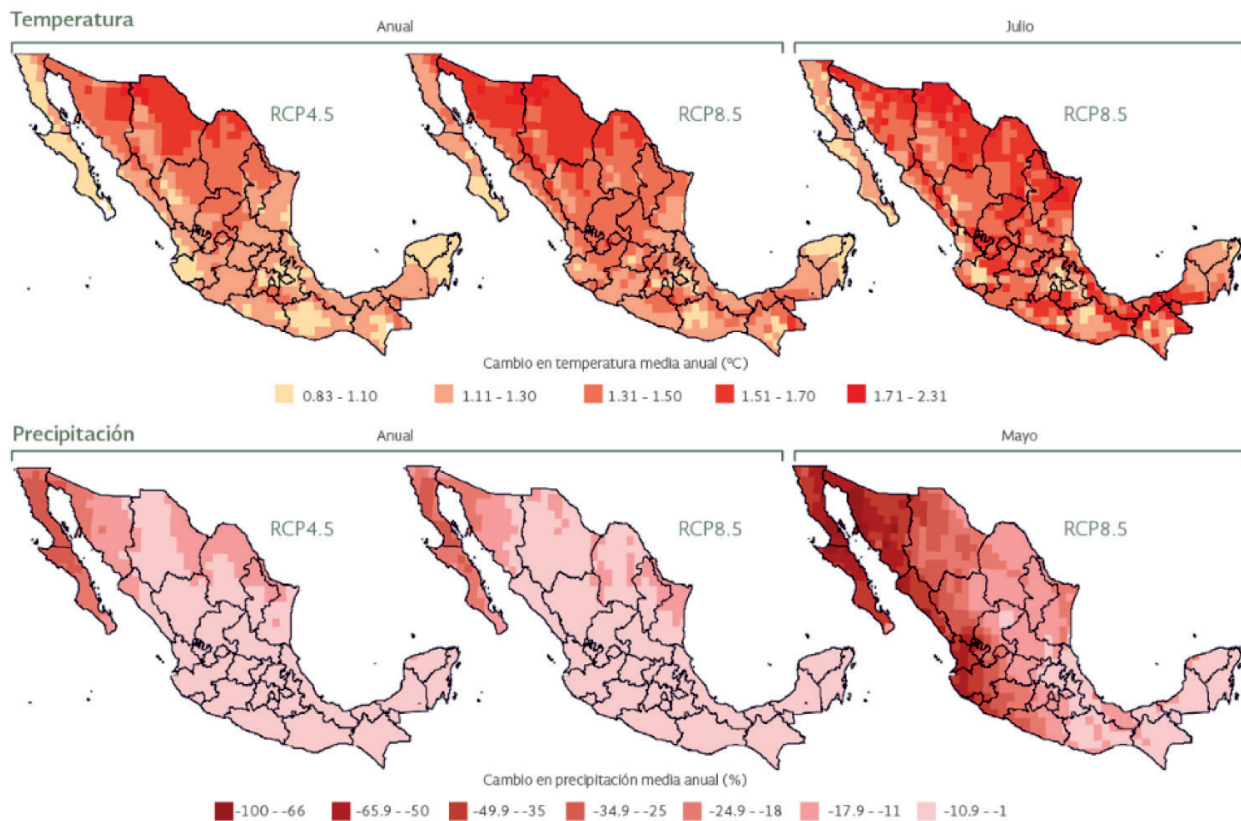 Temperatura
Anual
Julio
RCP4.5
RCP8.5
RCP8.5
Cambio en temperatura media anual (ºC)
0.83 - 1.10
1.11 - 1.30
1.31 - 1.50
1.51 - 1.70
1.71 - 2.31
Precipitación
Anual
Mayo
RCP4.5
RCP8.5
RCP8.5
Cambio en precipitación media anual (%)
-100 - -66
-65.9 - -50
-49.9 - -35
-34.9 - -25
-24.9 - -18
-17.9 - -11
-10.9 - -1